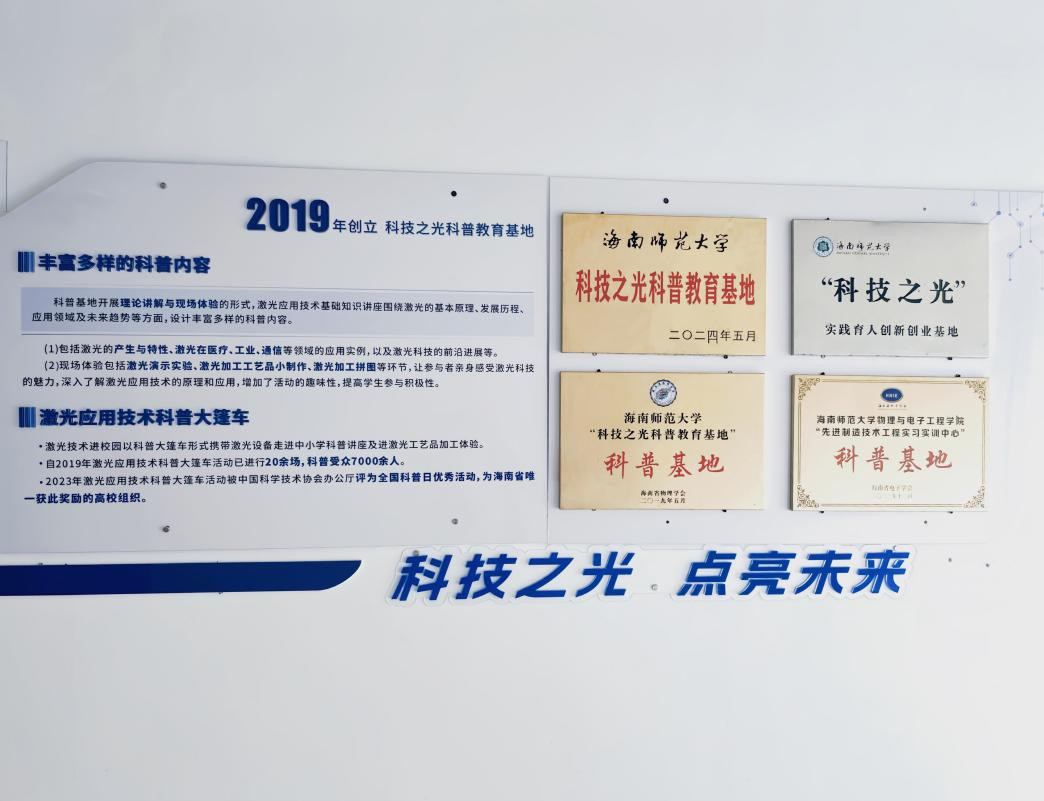 2019年创立 科技之光科普教育基地
丰富多样的科普内容
科普基地开展理论讲解与现场体验的形式，激光应用技术基础知识讲座围绕激光的基本原理、发展历程、
应用领域及未来趋势等方面，设计丰富多样的科普内容。
(1)包括激光的产生与特性、激光在医疗、工业、通信等领域的应用实例，以及激光科技的前沿进展等。
(2)现场体验包括激光演示实验、激光加工工艺品小制作、激光加工拼图等环节，让参与者亲身感受激光科技
的魅力，深入了解激光应用技术的原理和应用，增加了活动的趣味性，提高学生参与积极性。
激光应用技术科普大篷车
•激光技术进校园以科普大篷车形式携带激光设备走进中小学科普讲座及进激光工艺品加工体验。
•自2019年激光应用技术科普大篷车活动已进行20余场，科普受众7000余人。
•2023年激光应用技术科普大篷车活动被中国科学技术协会办公厅评为全国科普日优秀活动，为海南省唯
一获此奖励的高校组织。
海南师范大学
科技之光科普教育基地
二〇二四年五月
海南师范大学
“科技之光”
实践育人创新创业基地
海南师范大学
“科技之光科普教育基地”
科普基地
海南省物理学会
二〇一九年五月
海南师范大学物理与电子工程学院
“先进制造技术工程实习实训中心”
科普基地
海南省电子学会
科技之光 点亮未来